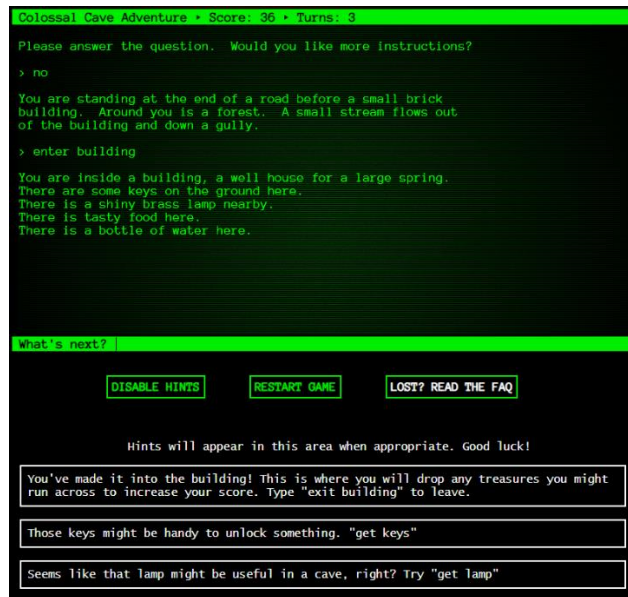 Colossal Cave Adventure ‣ Score: 36 ‣ Turns: 3
Please answer the question.  Would you like more instructions?
> no
You are standing at the end of a road before a small brick
building.  Around you is a forest.  A small stream flows out
of the building and down a gully.
> enter building
You are inside a building, a well house for a large spring.
There are some keys on the ground here.
There is a shiny brass lamp nearby.
There is tasty food here.
There is a bottle of water here.
What's next?
DISABLE HINTS RESTART GAME LOST? READ THE FAQ
Hints will appear in this area when appropriate. Good luck!
You've made it into the building! This is where you will drop any treasures you might
run across to increase your score. Type "exit building" to leave.
Those keys might be handy to unlock something. "get keys"
Seems like that lamp might be useful in a cave, right? Try "get lamp"